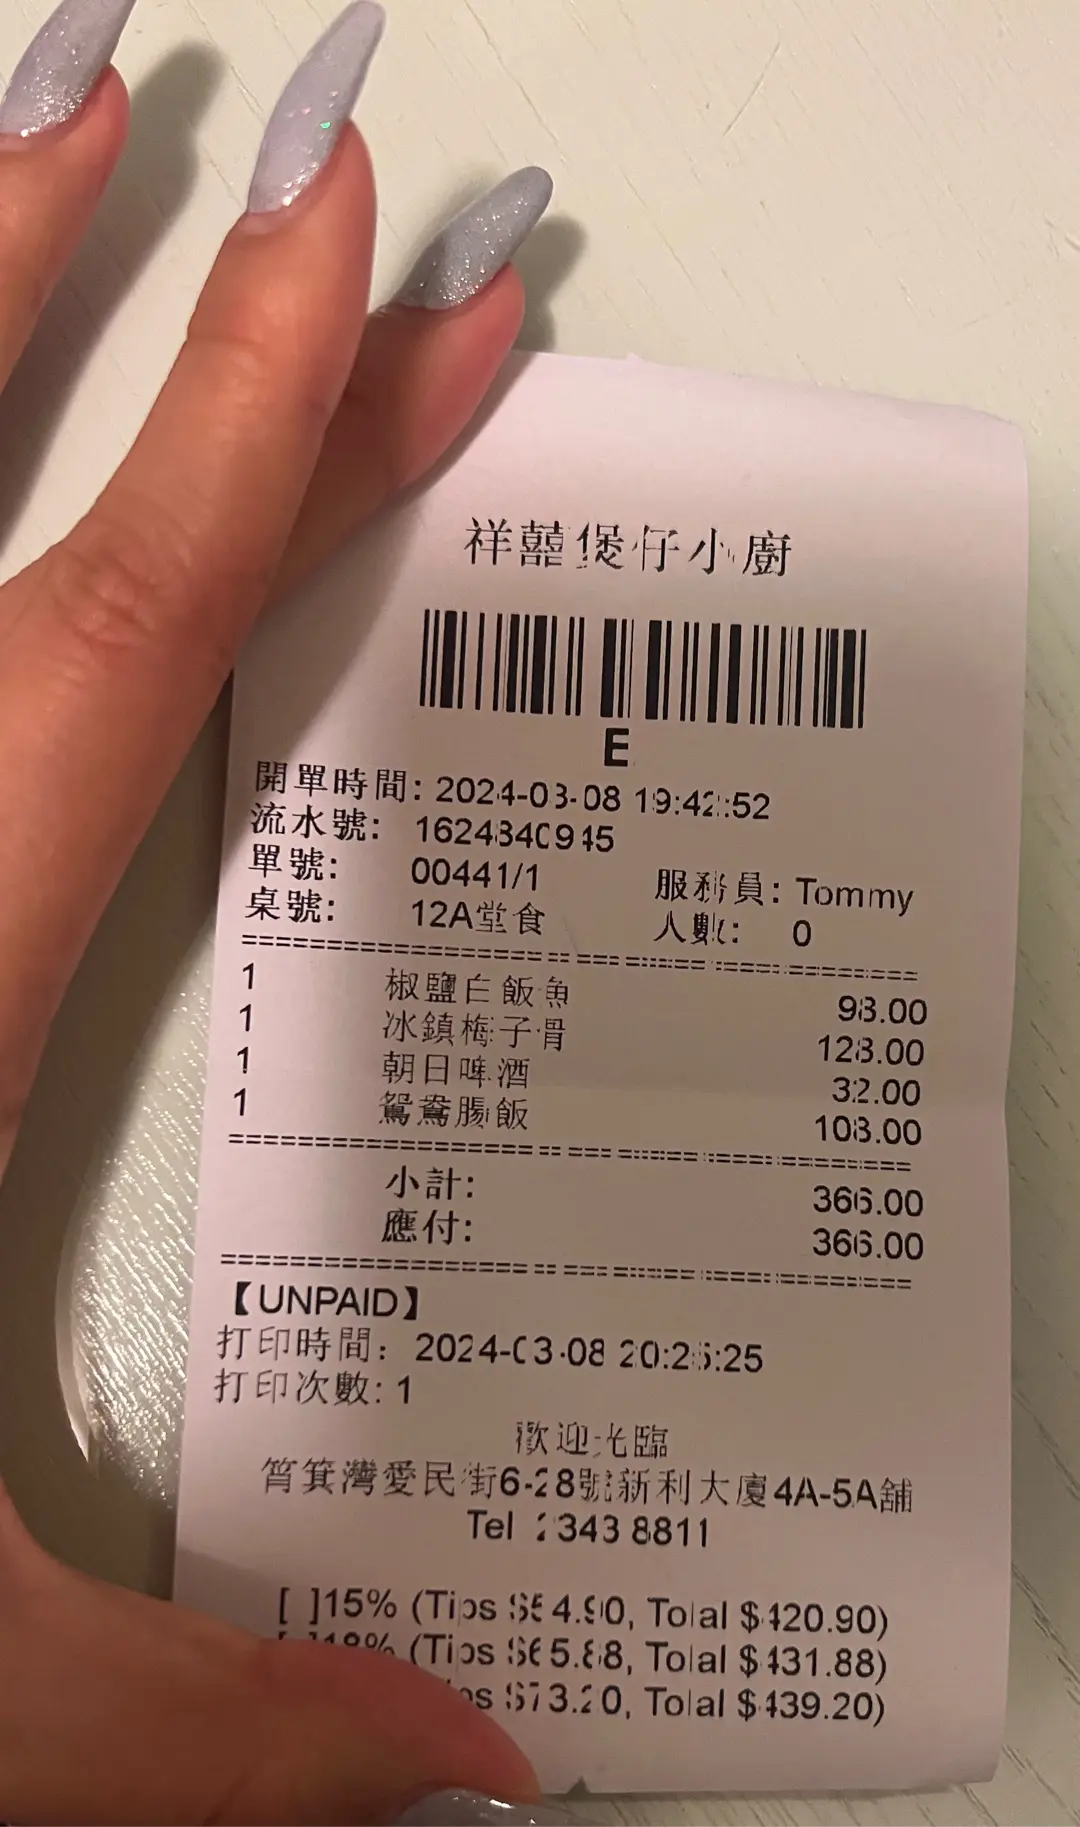 祥囍煲仔小廚
E
開單時間: 2024-03-08 19:42:52
流水號: 1624840945
單號: 00441/1 服務員: Tommy
桌號: 12A堂食 人數: 0
1 椒鹽白飯魚 98.00
1 冰鎮梅子骨 128.00
1 朝日啤酒 32.00
1 鴛鴦腸飯 108.00
小計: 366.00
應付: 366.00
【UNPAID】
打印時間: 2024-03-08 20:25:25
打印次數: 1
歡迎光臨
筲箕灣愛民街6-28號新利大廈4A-5A舖
Tel 2343 8811
[ ]15% (Tips $54.90, Total $420.90)
[ ]18% (Tips $65.88, Total $431.88)
$73.20, Total $439.20)